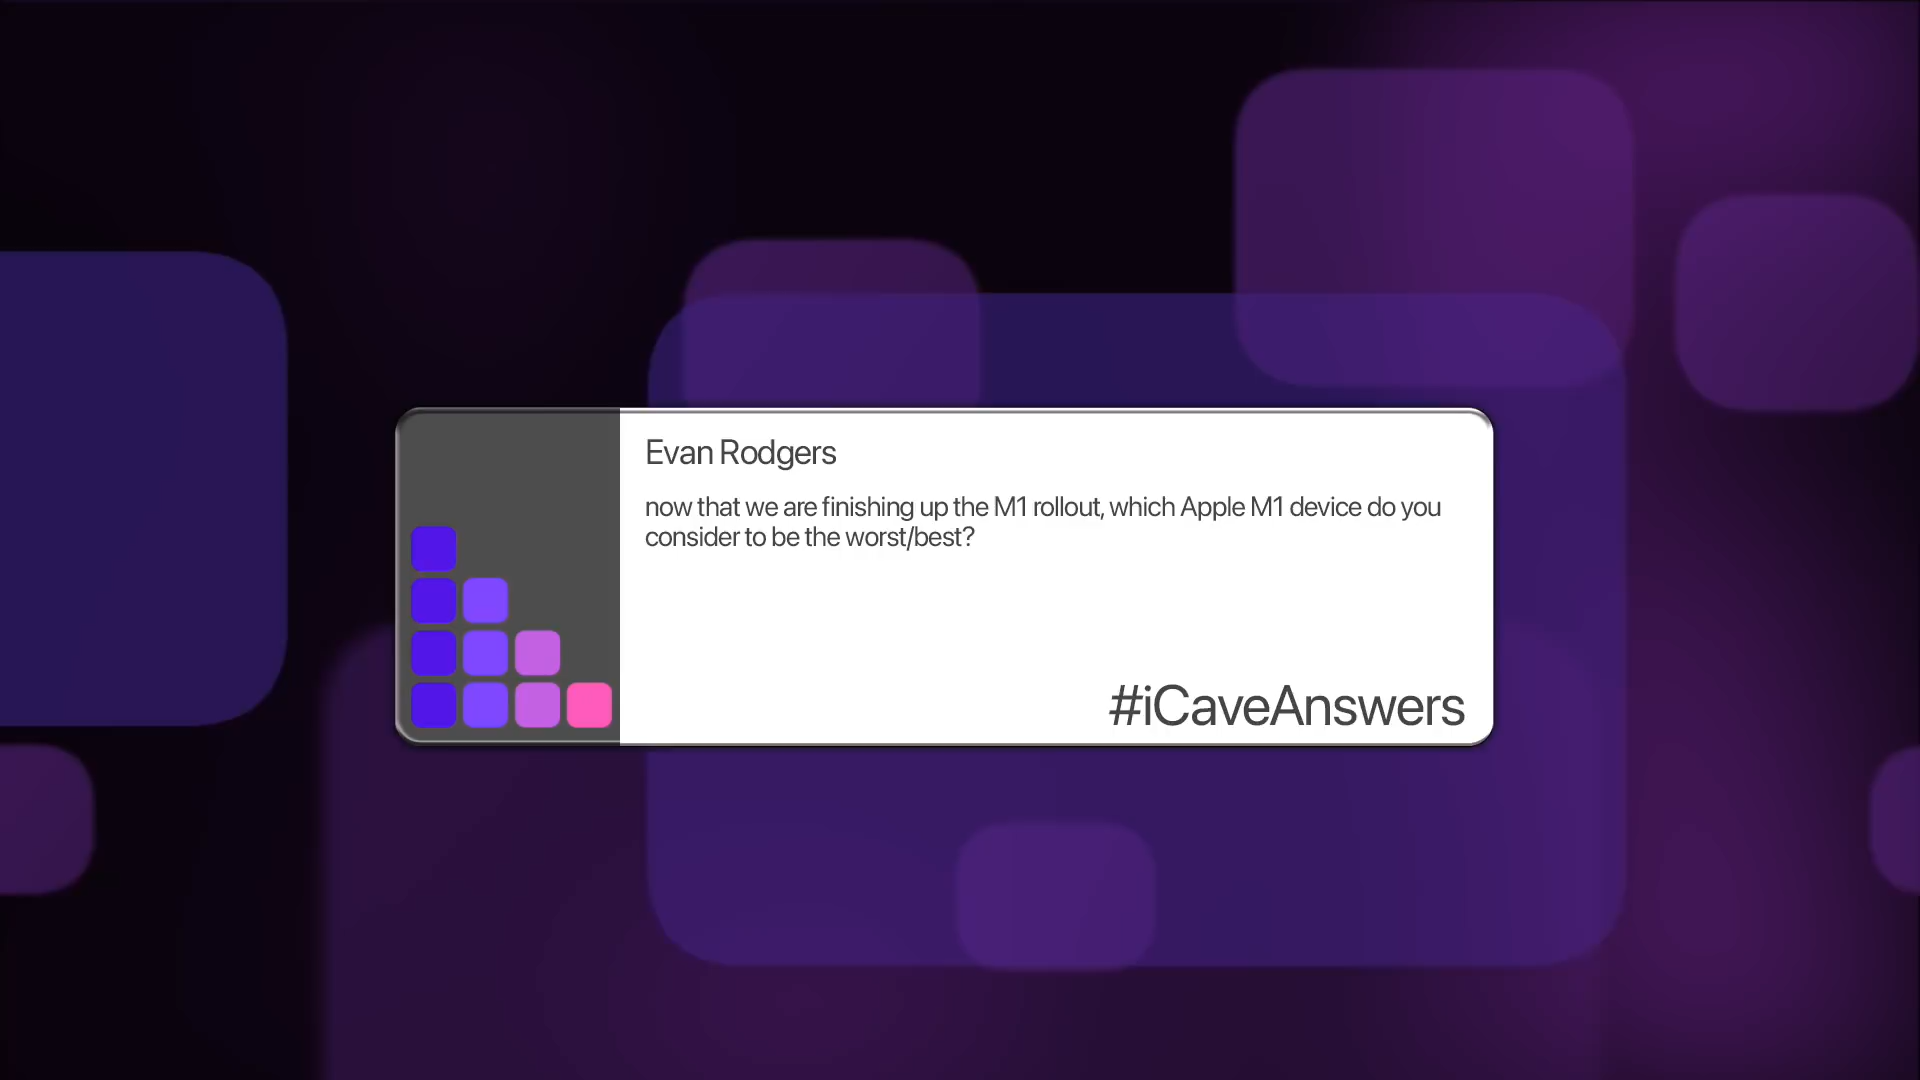 Evan Rodgers
now that we are finishing up the M1 rollout, which Apple M1 device do you
consider to be the worst/best?
#iCaveAnswers